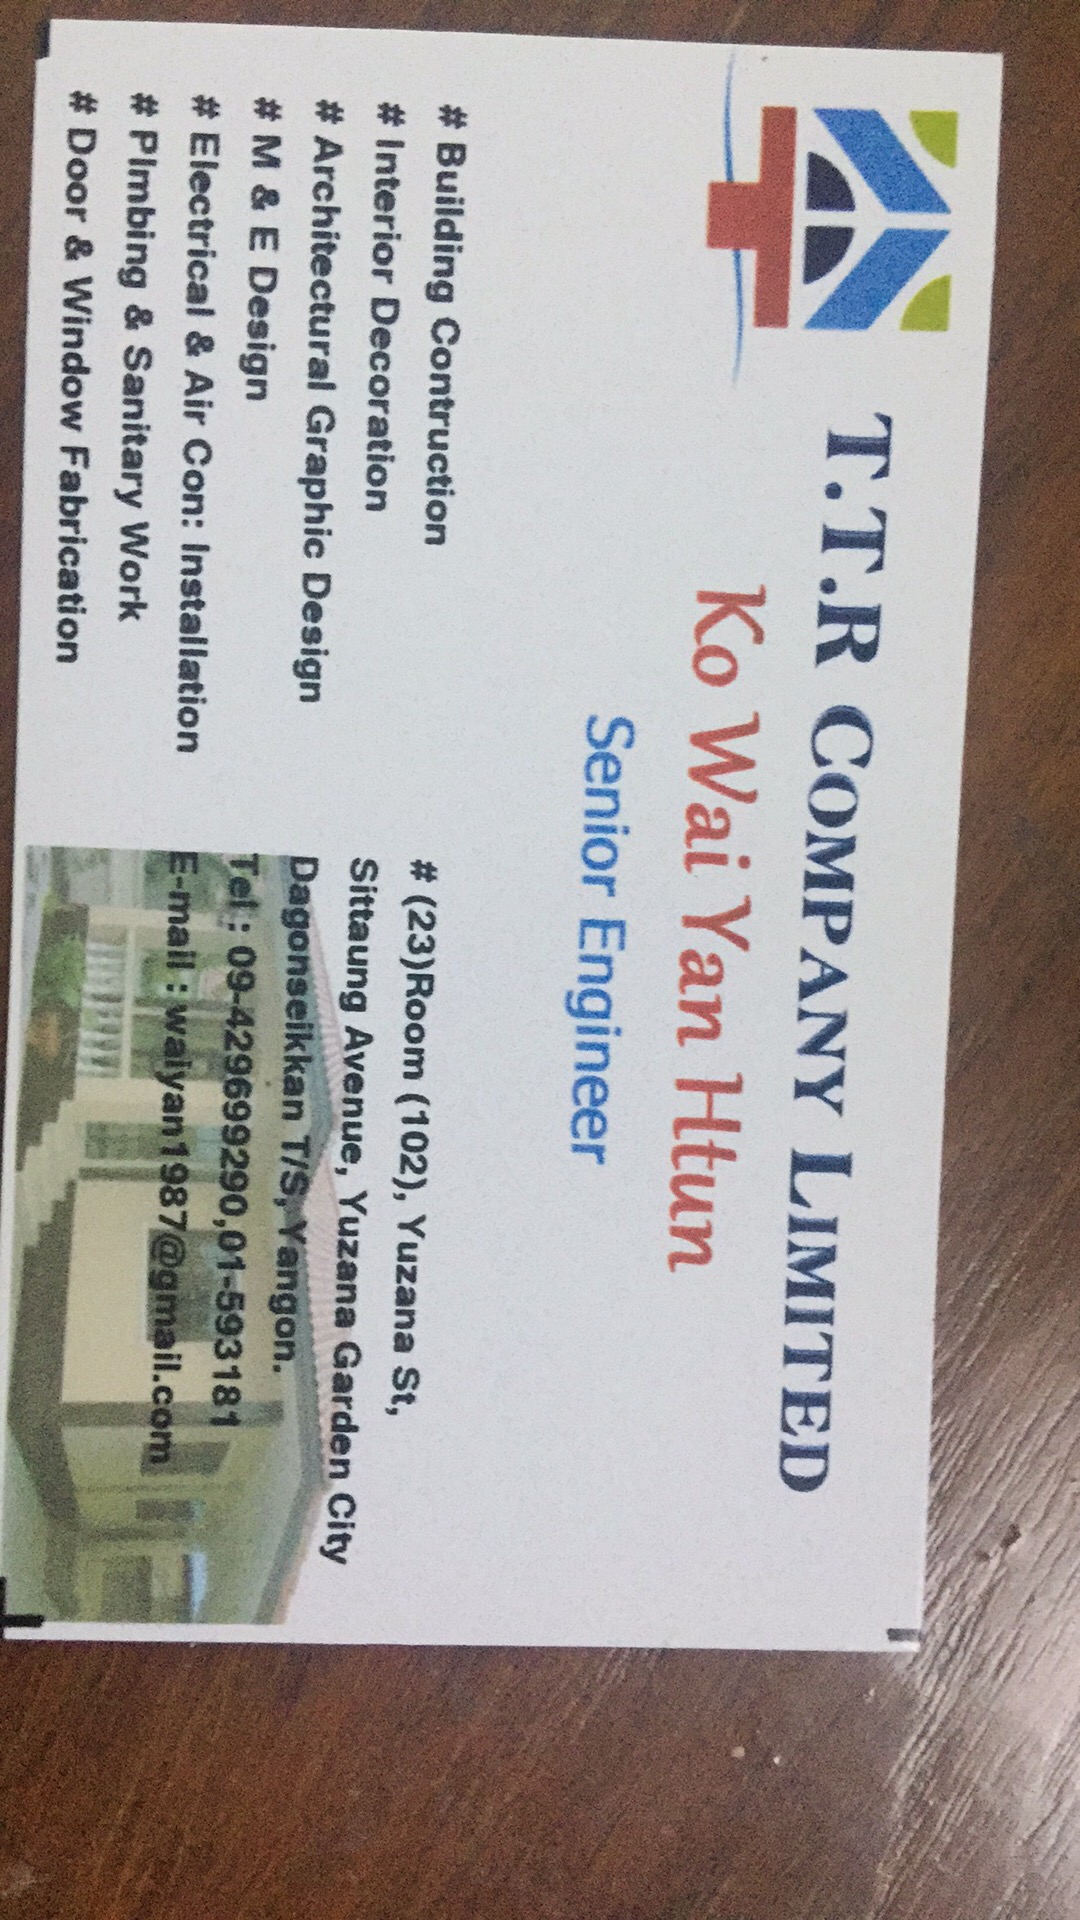 T.T.R COMPANY LIMITED
Ko Wai Yan Htun
Senior Engineer
# Building Contruction
# Interior Decoration
# Architectural Graphic Design
# M & E Design
# Electrical & Air Con: Installation
# Plmbing & Sanitary Work
# Door & Window Fabrication
# (23)Room (102), Yuzana St,
Sittaung Avenue, Yuzana Garden City
Dagonseikkan T/S, Yangon.
Tel : 09-429699290,01-593181
E-mail : waiyan1987@gmail.com